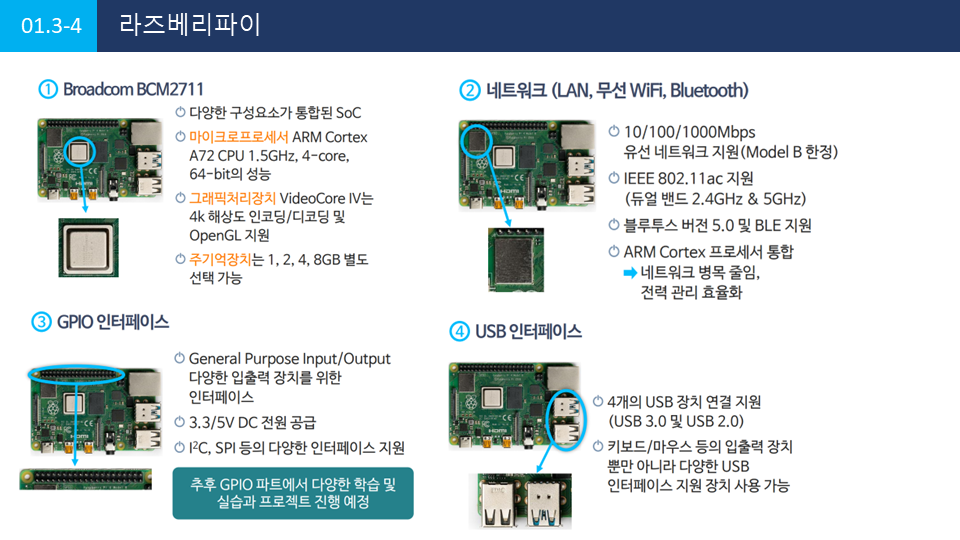 01.3-4
라즈베리파이
① Broadcom BCM2711
다양한 구성요소가 통합된 SoC
마이크로프로세서 ARM Cortex
A72 CPU 1.5GHz, 4-core,
64-bit의 성능
그래픽처리장치 VideoCore IV는
4k 해상도 인코딩/디코딩 및
OpenGL 지원
주기억장치는 1, 2, 4, 8GB 별도
선택 가능
② 네트워크 (LAN, 무선 WiFi, Bluetooth)
10/100/1000Mbps
유선 네트워크 지원(Model B 한정)
IEEE 802.11ac 지원
(듀얼 밴드 2.4GHz & 5GHz)
블루투스 버전 5.0 및 BLE 지원
ARM Cortex 프로세서 통합
➡ 네트워크 병목 줄임,
전력 관리 효율화
③ GPIO 인터페이스
General Purpose Input/Output
다양한 입출력 장치를 위한
인터페이스
3.3/5V DC 전원 공급
I²C, SPI 등의 다양한 인터페이스 지원
추후 GPIO 파트에서 다양한 학습 및
실습과 프로젝트 진행 예정
④ USB 인터페이스
4개의 USB 장치 연결 지원
(USB 3.0 및 USB 2.0)
키보드/마우스 등의 입출력 장치
뿐만 아니라 다양한 USB
인터페이스 지원 장치 사용 가능